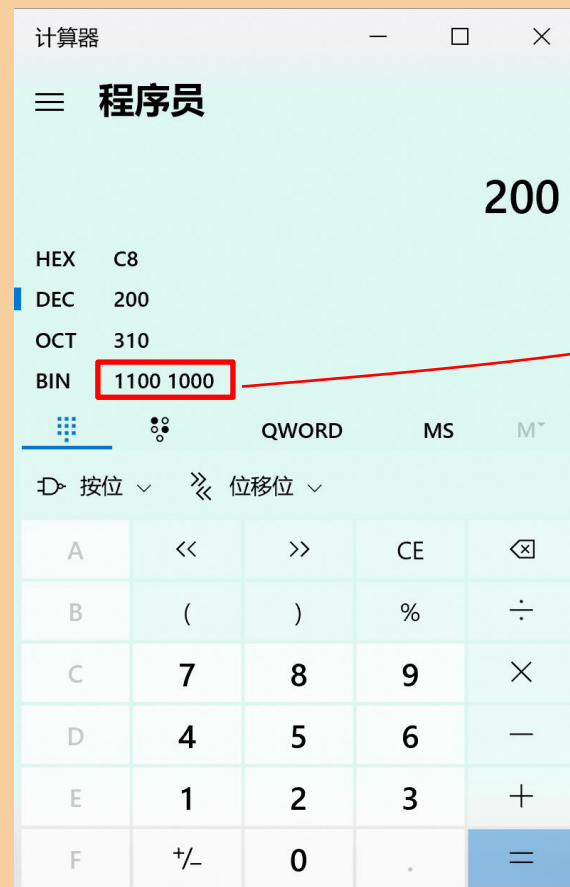 计算器
程序员
200
HEX C8
DEC 200
OCT 310
BIN 1100 1000
QWORD MS M
按位 位移位
A << >> CE
B ( ) % ÷
C 7 8 9 ×
D 4 5 6 −
E 1 2 3 +
F +/− 0 . =